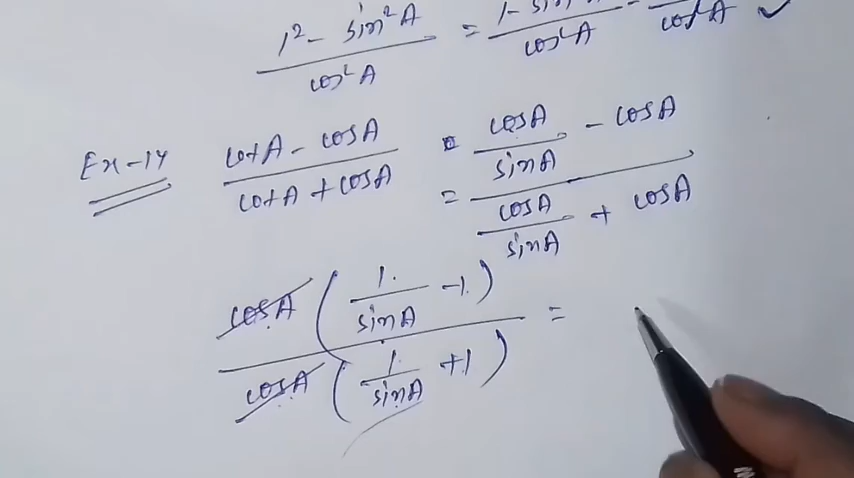 1² - sin²A / cos²A = 1 - sin / cos²A - cos²A ✓
Ex-14 cotA - cosA / cotA + cosA = cosA / sinA - cosA / cosA / sinA + cosA
cosA ( 1 / sinA - 1 ) / cosA ( 1 / sinA + 1 ) =